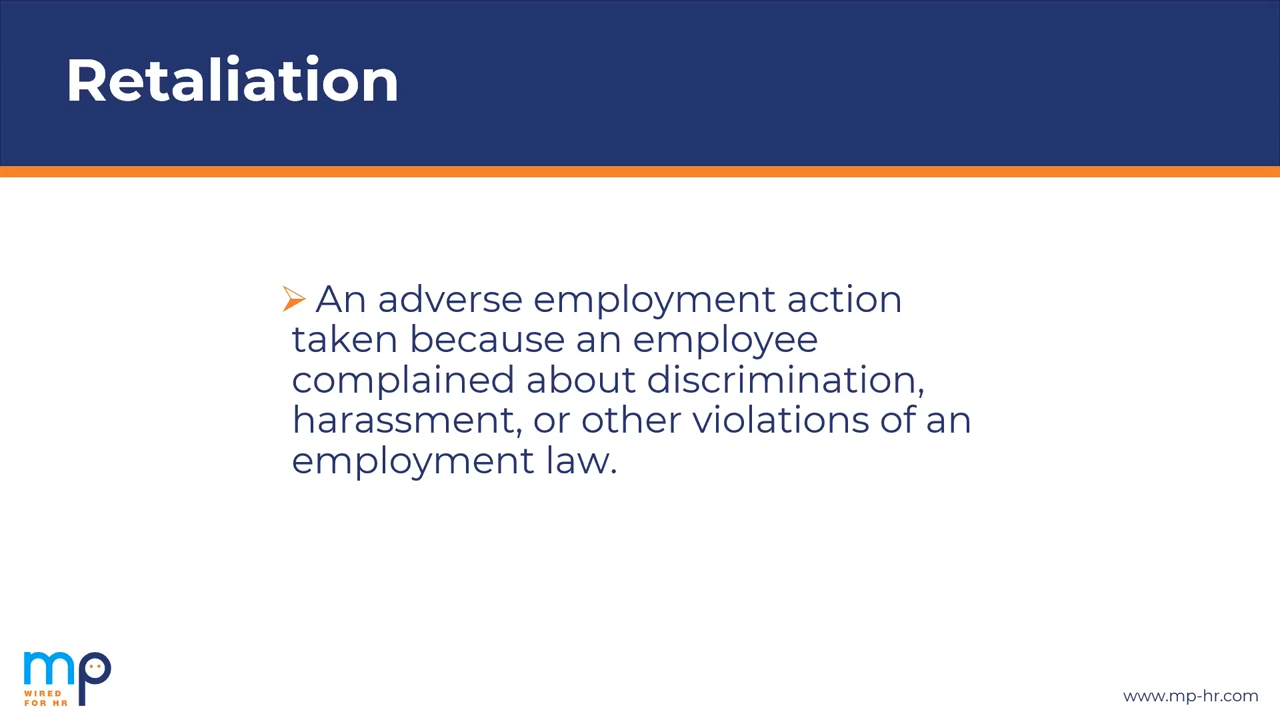 Retaliation
➢ An adverse employment action
taken because an employee
complained about discrimination,
harassment, or other violations of an
employment law.
mp
WIRED
FOR HR
www.mp-hr.com